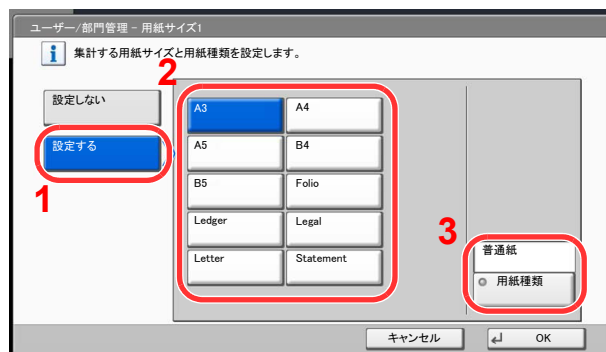 ユーザー/部門管理 - 用紙サイズ1
i 集計する用紙サイズと用紙種類を設定します。
2
設定しない
A3 A4
設定する
A5 B4
1
B5 Folio
Ledger Legal
3
普通紙
Letter Statement
用紙種類
キャンセル OK